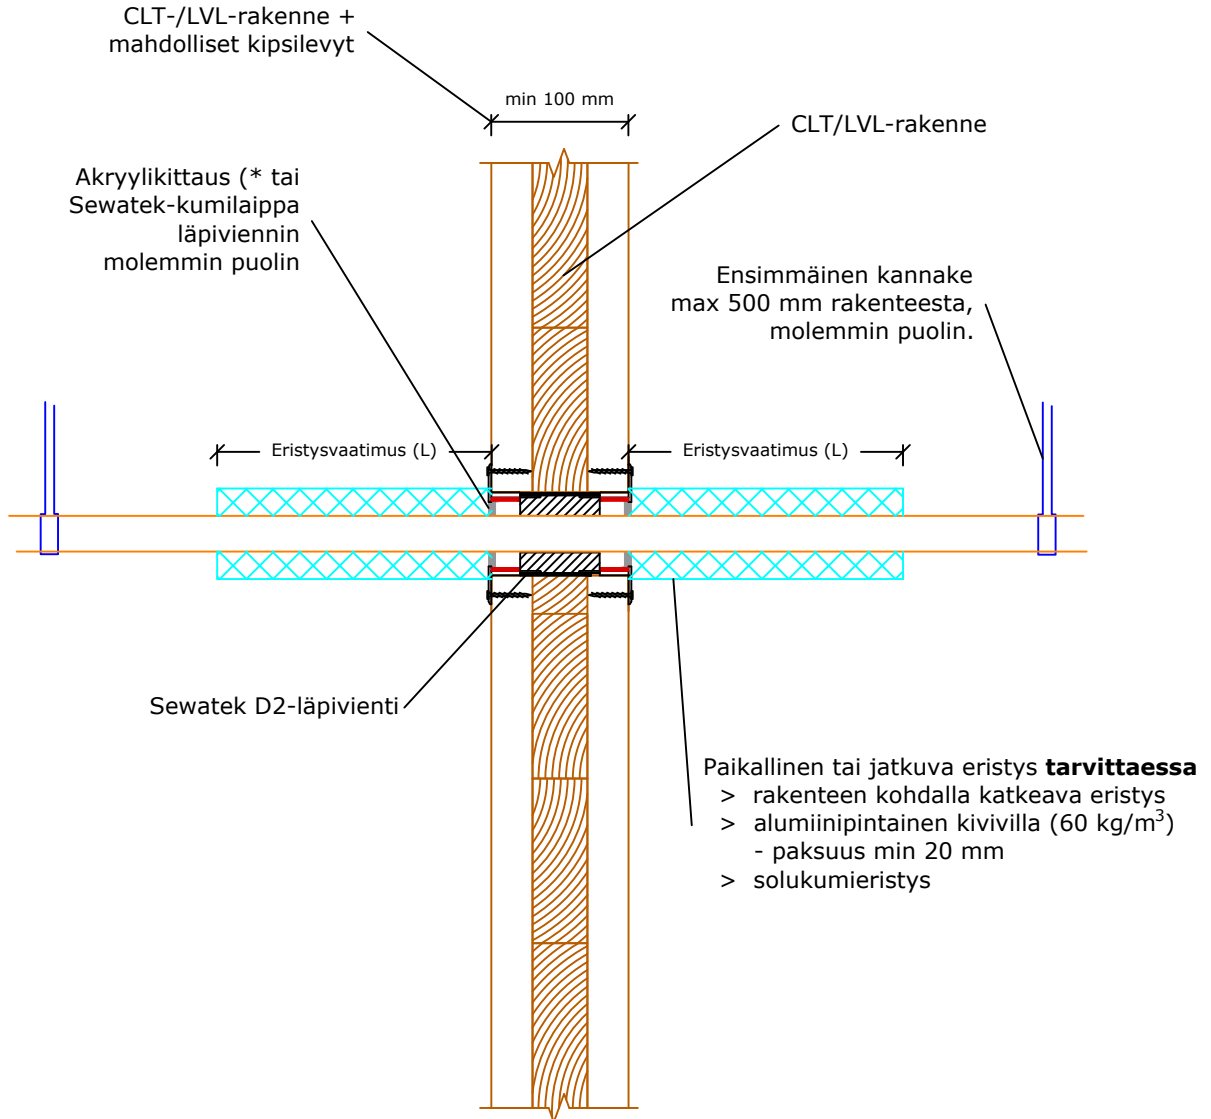 CLT-/LVL-rakenne +
mahdolliset kipsilevyt
min 100 mm
CLT/LVL-rakenne
Akryylikittaus (* tai
Sewatek-kumilaippa
läpiviennin
molemmin puolin
Ensimmäinen kannake
max 500 mm rakenteesta,
molemmin puolin.
Eristysvaatimus (L)
Eristysvaatimus (L)
Sewatek D2-läpivienti
Paikallinen tai jatkuva eristys tarvittaessa
> rakenteen kohdalla katkeava eristys
> alumiinipintainen kivivilla (60 kg/m³)
- paksuus min 20 mm
> solukumieristys